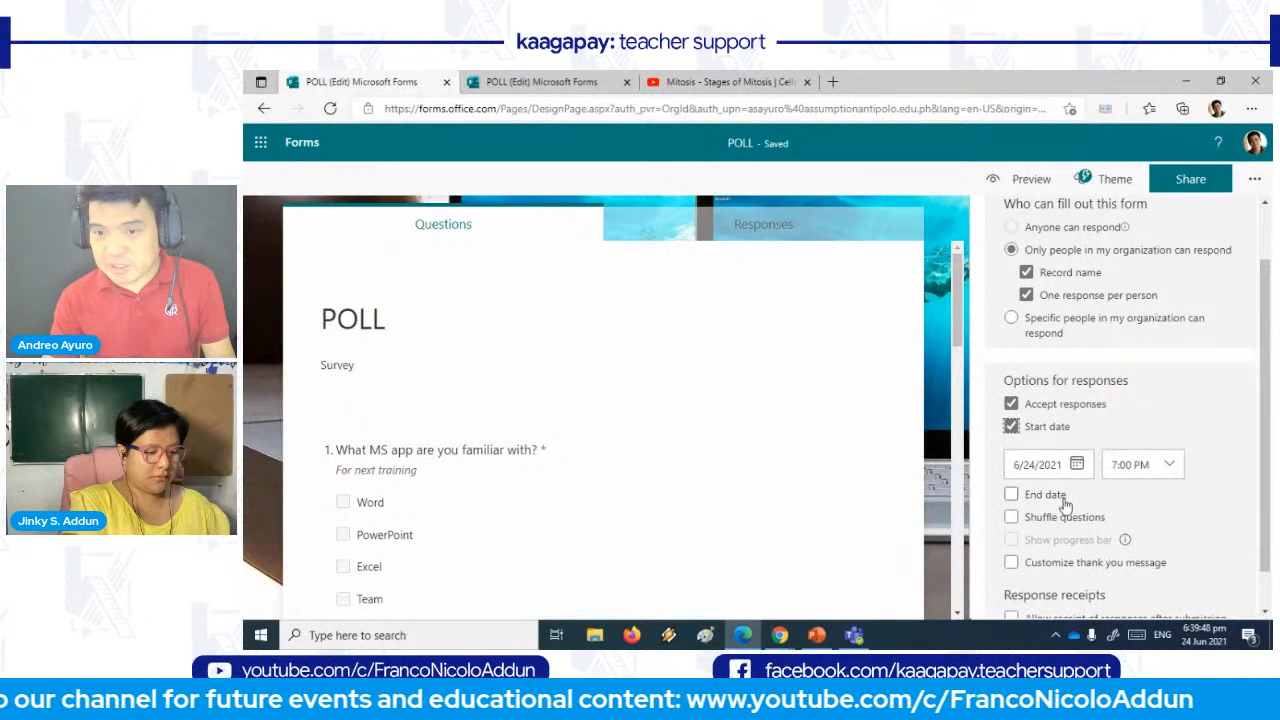 kaagapay: teacher support
POLL (Edit) Microsoft Forms
POLL (Edit) Microsoft Forms
Mitosis - Stages of Mitosis | Cells
https://forms.office.com/Pages/DesignPage.aspx?auth_pvr=OrgId&auth_upn=asayuro%40assumptionantipolo.edu.ph&lang=en-US&origin=...
Forms
POLL - Saved
?
Preview
Theme
Share
Questions
Responses
POLL
Survey
1. What MS app are you familiar with? *
For next training
Word
PowerPoint
Excel
Team
Who can fill out this form
Anyone can respond
Only people in my organization can respond
Record name
One response per person
Specific people in my organization can
respond
Options for responses
Accept responses
Start date
6/24/2021
7:00 PM
End date
Shuffle questions
Show progress bar
Customize thank you message
Response receipts
Allow receipt of responses after submission
Andreo Ayuro
Jinky S. Addun
Type here to search
ENG
6:39:48 pm
24 Jun 2021
youtube.com/c/FrancoNicoloAddun
facebook.com/kaagapay.teachersupport
o our channel for future events and educational content: www.youtube.com/c/FrancoNicoloAddun